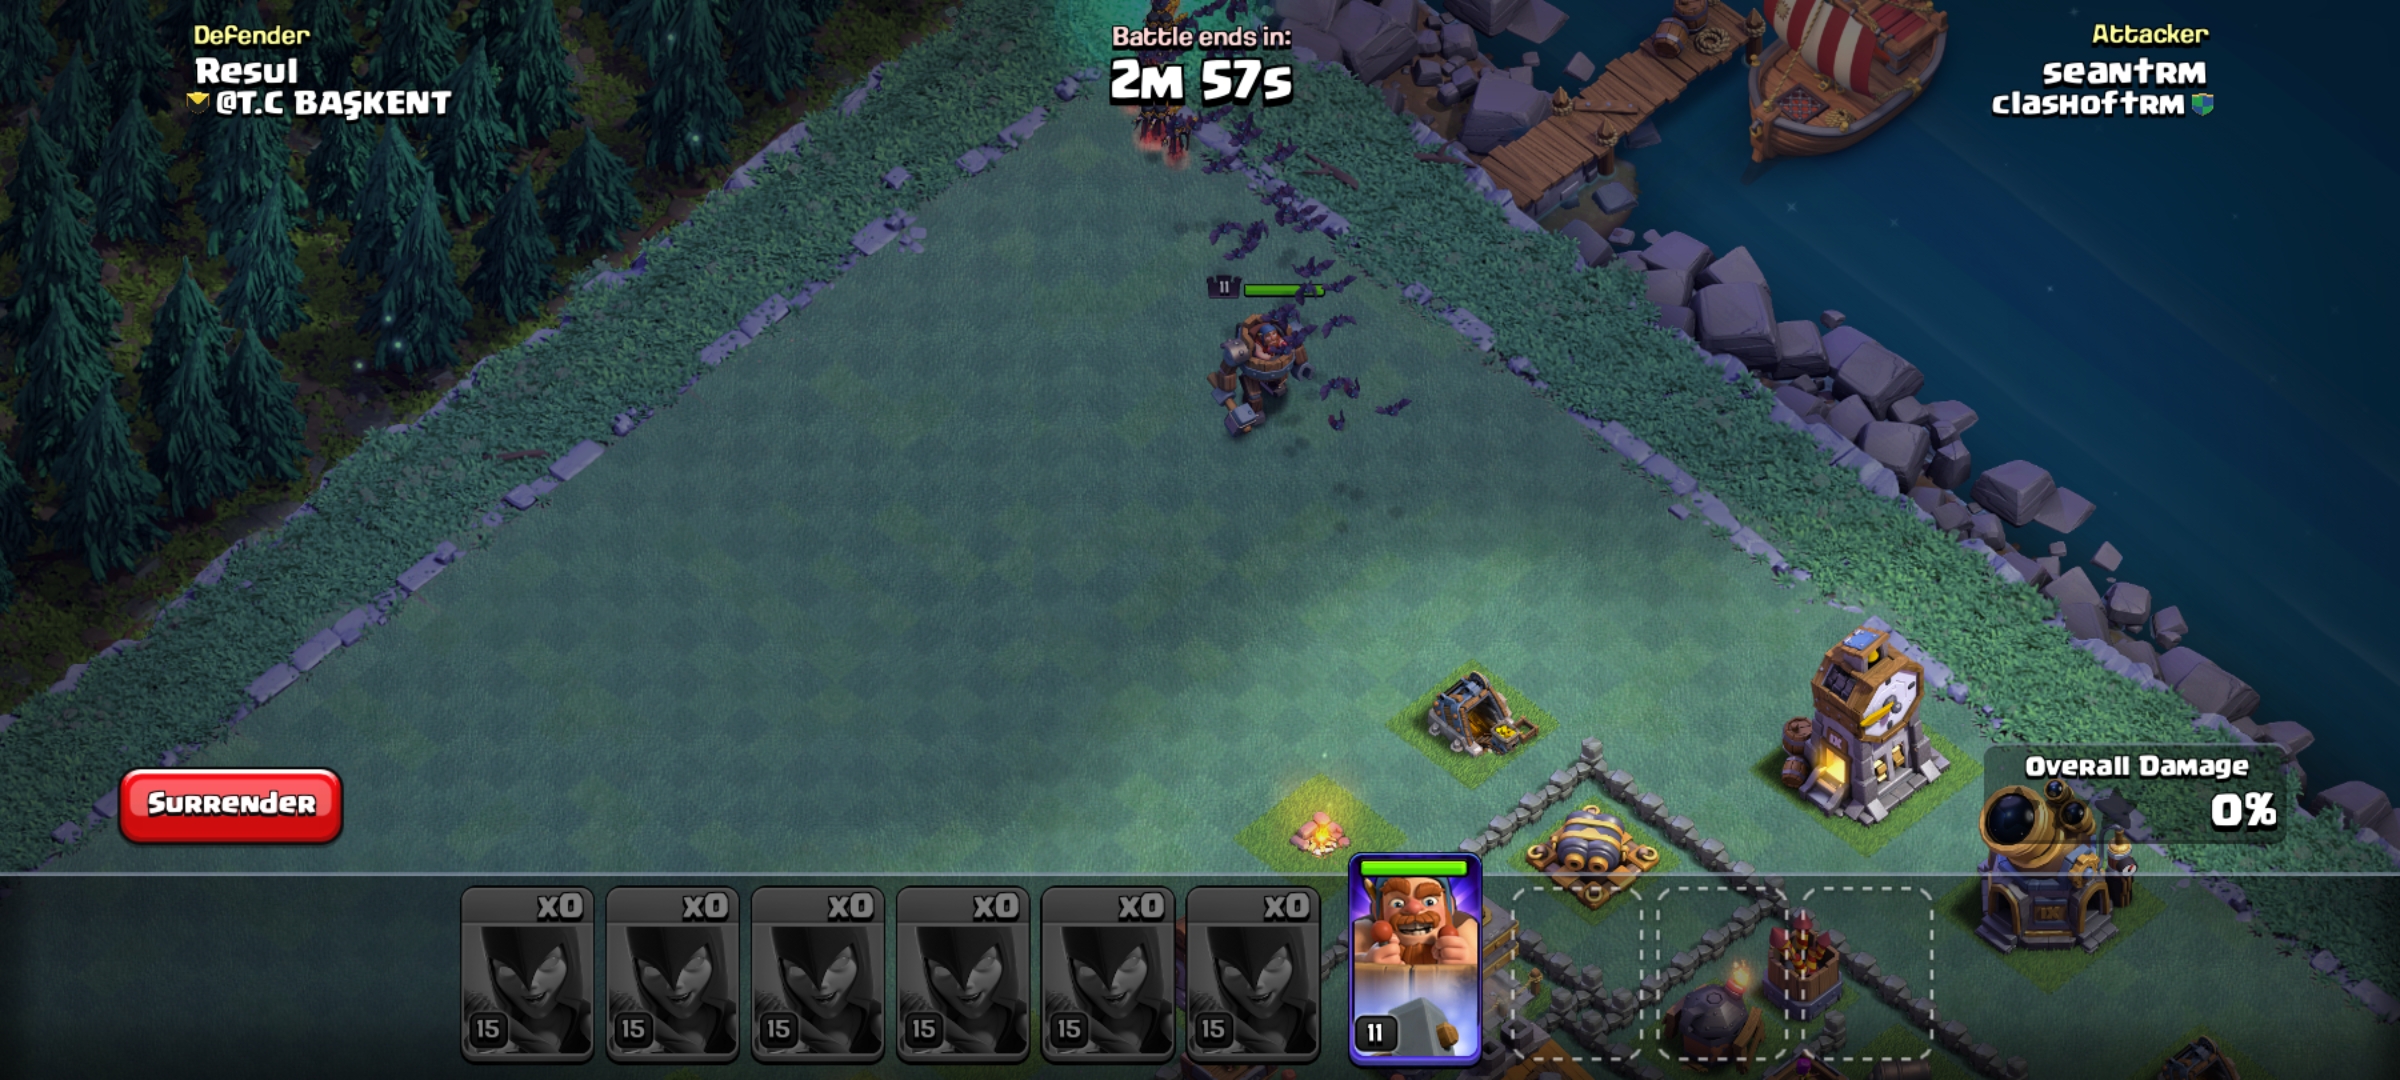 Defender
Resul
@T.C BAŞKENT
Battle ends in:
2M 57s
Attacker
seantRM
clashoftRM
11
Surrender
Overall Damage
0%
x0
x0
x0
x0
x0
x0
15
15
15
15
15
15
11